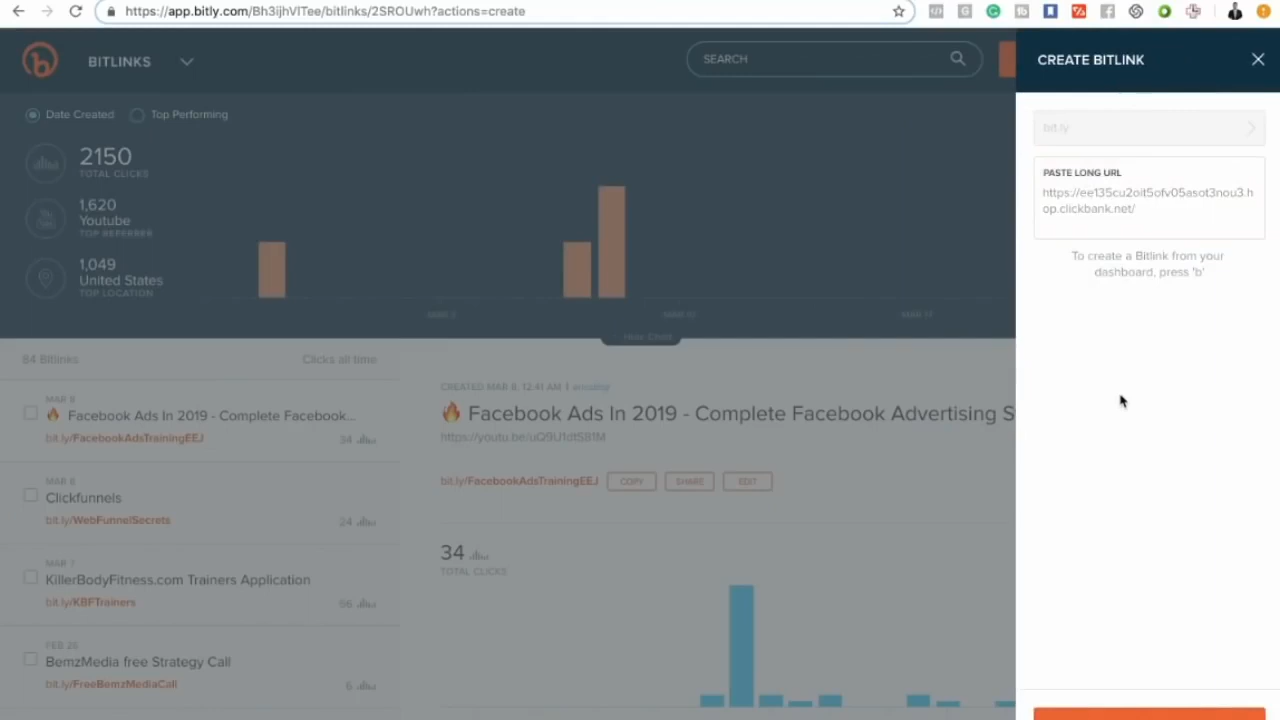 https://app.bitly.com/Bh3ijhVlTee/bitlinks/2SROUwh?actions=create
BITLINKS
SEARCH
CREATE BITLINK
Date Created
Top Performing
bit.ly
2150
TOTAL CLICKS
PASTE LONG URL
https://ee135cu2oit5ofv05asot3nou3.h
op.clickbank.net/
1,620
Youtube
TOP REFERRER
To create a Bitlink from your
dashboard, press 'b'
1,049
United States
TOP LOCATION
84 Bitlinks
Clicks all time
MAR 8
Facebook Ads In 2019 - Complete Facebook...
bit.ly/FacebookAdsTrainingEEJ
34
CREATED MAR 8, 12:41 AM |
Facebook Ads In 2019 - Complete Facebook Advertising S
https://youtu.be/uQ9U1dtS81M
bit.ly/FacebookAdsTrainingEEJ
COPY
SHARE
EDIT
MAR 8
Clickfunnels
bit.ly/WebFunnelSecrets
24
34
TOTAL CLICKS
MAR 7
KillerBodyFitness.com Trainers Application
bit.ly/KBFTrainers
66
FEB 26
BemzMedia free Strategy Call
bit.ly/FreeBemzMediaCall
6